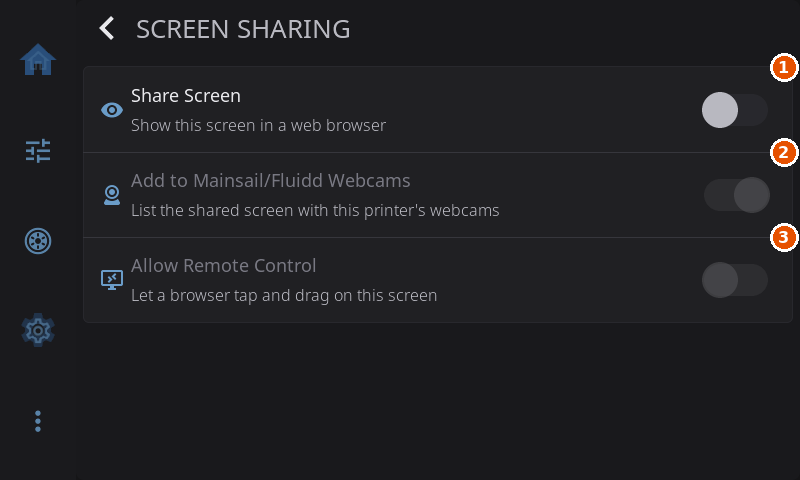 SCREEN SHARING
1
Share Screen
Show this screen in a web browser
2
Add to Mainsail/Fluidd Webcams
List the shared screen with this printer's webcams
3
Allow Remote Control
Let a browser tap and drag on this screen